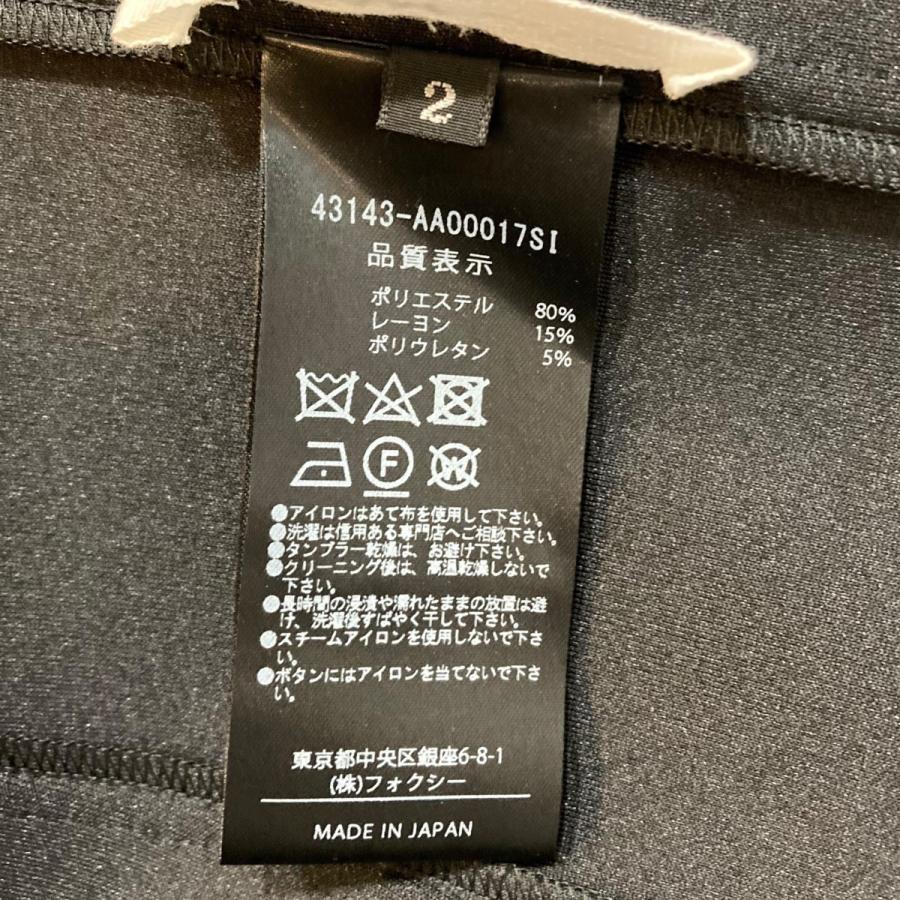 2
43143-AA00017SI
品質表示
ポリエステル 80%
レーヨン 15%
ポリウレタン 5%
F
W
●アイロンはあて布を使用して下さい。
●洗濯は信用ある専門店へご相談下さい。
●タンブラー乾燥は、お避け下さい。
●クリーニング後は、高温乾燥しないで
下さい。
●長時間の浸漬や濡れたままの放置は避
け、洗濯後すばやく干して下さい。
●スチームアイロンを使用しないで下さ
い。
●ボタンにはアイロンを当てないで下さ
い。
東京都中央区銀座6-8-1
(株)フォクシー
MADE IN JAPAN